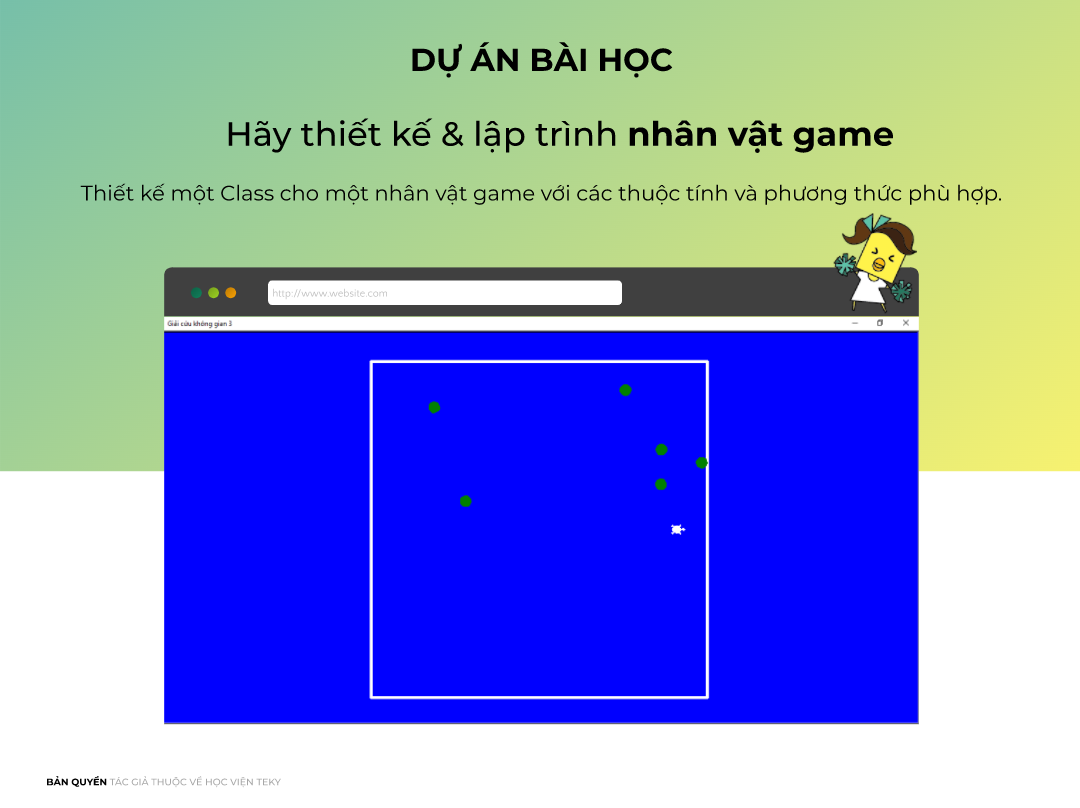 DỰ ÁN BÀI HỌC
Hãy thiết kế & lập trình nhân vật game
Thiết kế một Class cho một nhân vật game với các thuộc tính và phương thức phù hợp.
http://www.website.com
Giải cứu không gian 3
BẢN QUYỀN TÁC GIẢ THUỘC VỀ HỌC VIỆN TEKY